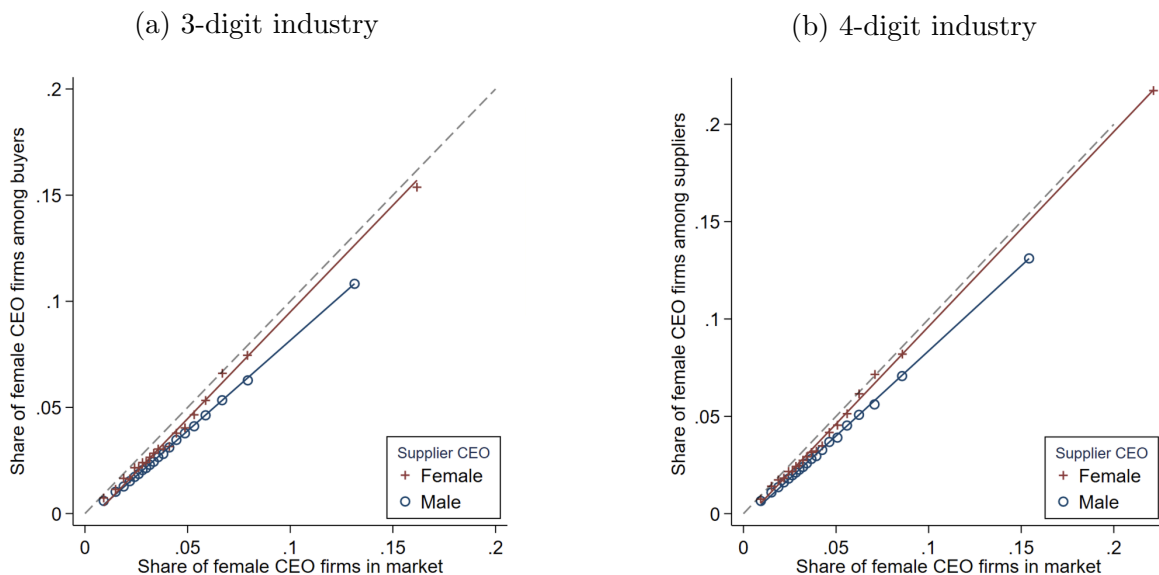 (a) 3-digit industry
Share of female CEO firms among buyers
.2
.15
.1
.05
0
0
.05
.1
.15
.2
Share of female CEO firms in market
Supplier CEO
Female
Male
(b) 4-digit industry
Share of female CEO firms among suppliers
.2
.15
.1
.05
0
0
.05
.1
.15
.2
Share of female CEO firms in market
Supplier CEO
Female
Male